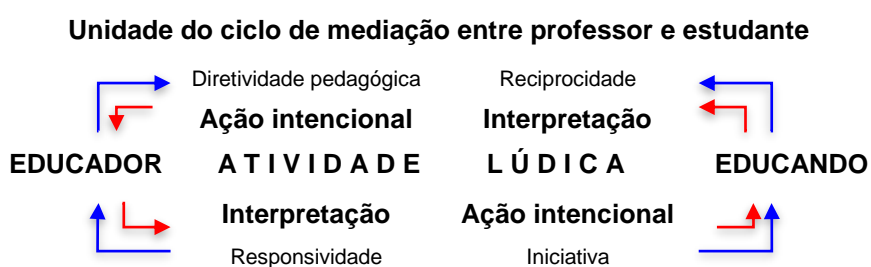 Unidade do ciclo de mediação entre professor e estudante
Diretividade pedagógica Reciprocidade
Ação intencional Interpretação
EDUCADOR A T I V I D A D E L Ú D I C A EDUCANDO
Interpretação Ação intencional
Responsividade Iniciativa